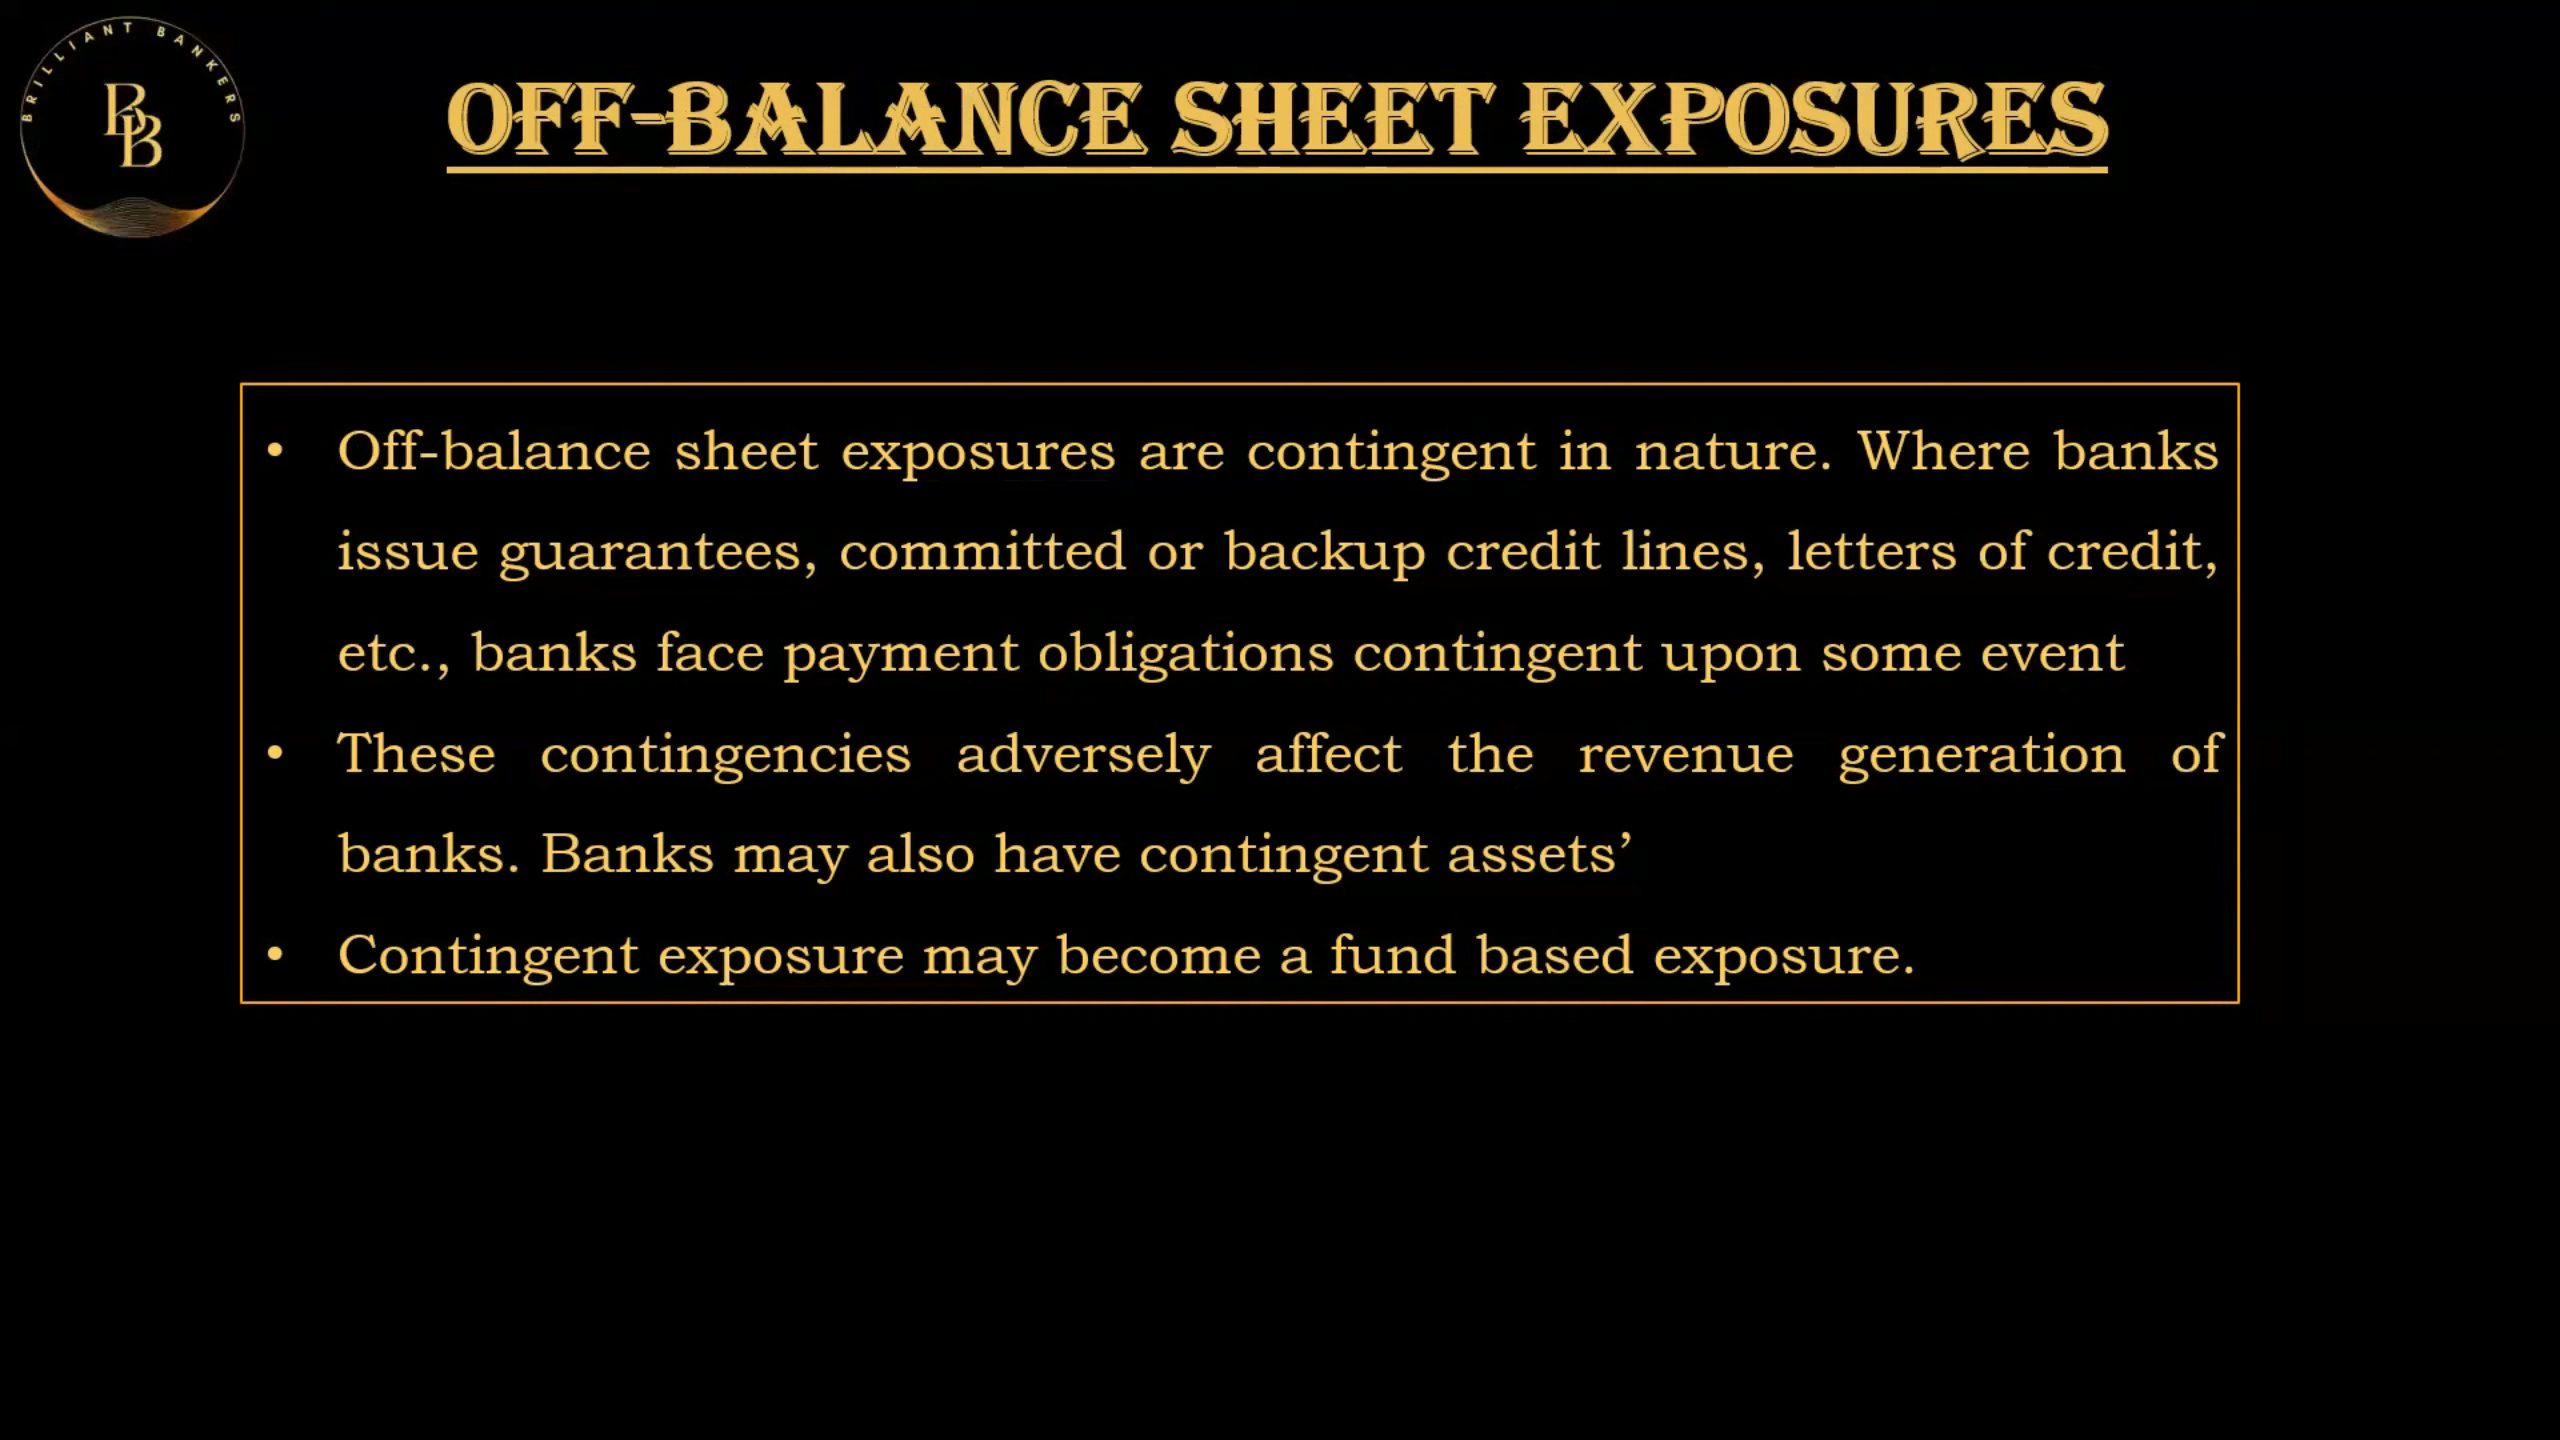 BRILLIANT BANKERS
BB
OFF-BALANCE SHEET EXPOSURES
• Off-balance sheet exposures are contingent in nature. Where banks
issue guarantees, committed or backup credit lines, letters of credit,
etc., banks face payment obligations contingent upon some event
• These contingencies adversely affect the revenue generation of
banks. Banks may also have contingent assets’
• Contingent exposure may become a fund based exposure.